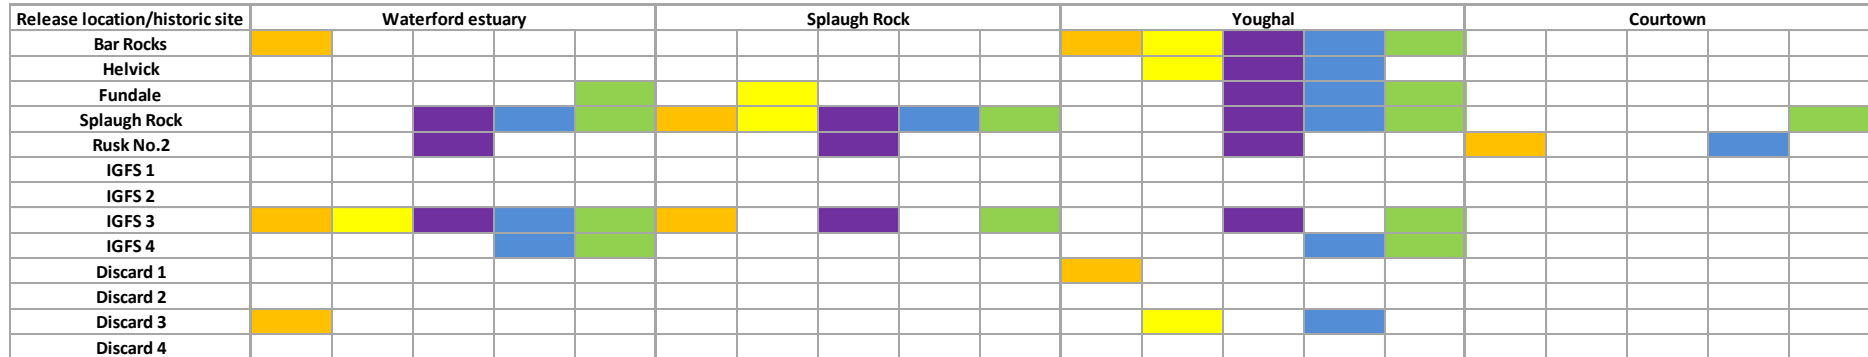 Release location/historic site Waterford estuary Splaugh Rock Youghal Courtown
Bar Rocks
Helvick
Fundale
Splaugh Rock
Rusk No.2
IGFS 1
IGFS 2
IGFS 3
IGFS 4
Discard 1
Discard 2
Discard 3
Discard 4